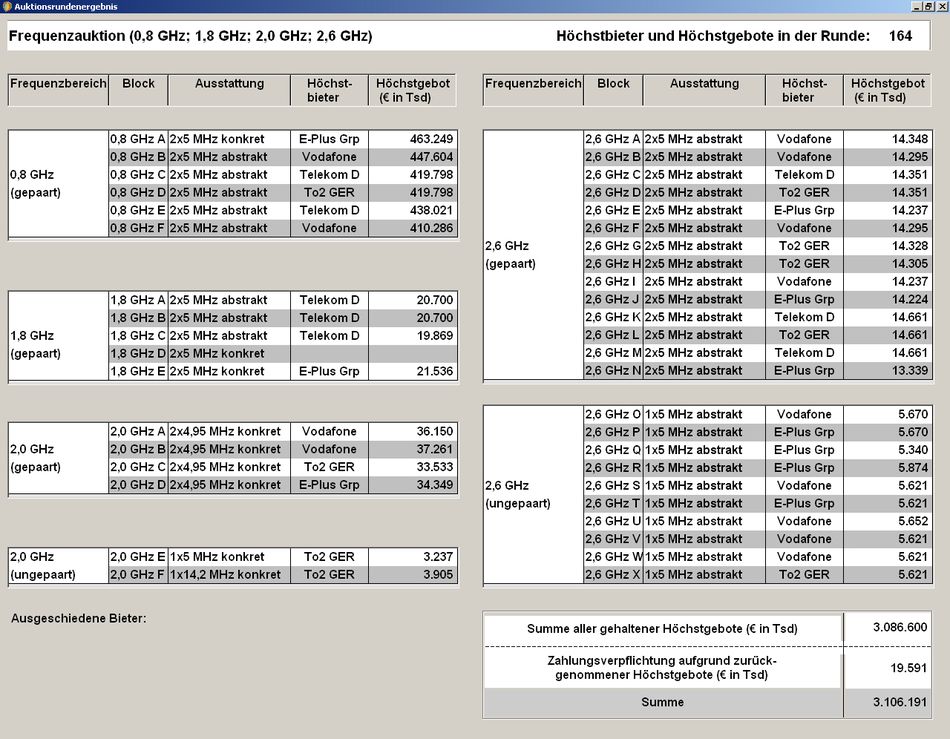 Auktionsrundenergebnis
Frequenzauktion (0,8 GHz; 1,8 GHz; 2,0 GHz; 2,6 GHz) Höchstbieter und Höchstgebote in der Runde: 164
Frequenzbereich Block Ausstattung Höchst- Höchstgebot
bieter (€ in Tsd)
0,8 GHz A 2x5 MHz konkret E-Plus Grp 463.249
0,8 GHz B 2x5 MHz abstrakt Vodafone 447.604
0,8 GHz 0,8 GHz C 2x5 MHz abstrakt Telekom D 419.798
(gepaart) 0,8 GHz D 2x5 MHz abstrakt To2 GER 419.798
0,8 GHz E 2x5 MHz abstrakt Telekom D 438.021
0,8 GHz F 2x5 MHz abstrakt Vodafone 410.286
1,8 GHz A 2x5 MHz abstrakt Telekom D 20.700
1,8 GHz B 2x5 MHz abstrakt Telekom D 20.700
1,8 GHz 1,8 GHz C 2x5 MHz abstrakt Telekom D 19.869
(gepaart) 1,8 GHz D 2x5 MHz konkret
1,8 GHz E 2x5 MHz konkret E-Plus Grp 21.536
2,0 GHz A 2x4,95 MHz konkret Vodafone 36.150
2,0 GHz 2,0 GHz B 2x4,95 MHz konkret Vodafone 37.261
(gepaart) 2,0 GHz C 2x4,95 MHz konkret To2 GER 33.533
2,0 GHz D 2x4,95 MHz konkret E-Plus Grp 34.349
2,0 GHz 2,0 GHz E 1x5 MHz konkret To2 GER 3.237
(ungepaart) 2,0 GHz F 1x14,2 MHz konkret To2 GER 3.905
Ausgeschiedene Bieter:
Frequenzbereich Block Ausstattung Höchst- Höchstgebot
bieter (€ in Tsd)
2,6 GHz A 2x5 MHz abstrakt Vodafone 14.348
2,6 GHz B 2x5 MHz abstrakt Vodafone 14.295
2,6 GHz C 2x5 MHz abstrakt Telekom D 14.351
2,6 GHz D 2x5 MHz abstrakt To2 GER 14.351
2,6 GHz E 2x5 MHz abstrakt E-Plus Grp 14.237
2,6 GHz F 2x5 MHz abstrakt Vodafone 14.295
2,6 GHz 2,6 GHz G 2x5 MHz abstrakt To2 GER 14.328
(gepaart) 2,6 GHz H 2x5 MHz abstrakt To2 GER 14.305
2,6 GHz I 2x5 MHz abstrakt Vodafone 14.237
2,6 GHz J 2x5 MHz abstrakt E-Plus Grp 14.224
2,6 GHz K 2x5 MHz abstrakt Telekom D 14.661
2,6 GHz L 2x5 MHz abstrakt To2 GER 14.661
2,6 GHz M 2x5 MHz abstrakt Telekom D 14.661
2,6 GHz N 2x5 MHz abstrakt E-Plus Grp 13.339
2,6 GHz O 1x5 MHz abstrakt Vodafone 5.670
2,6 GHz P 1x5 MHz abstrakt E-Plus Grp 5.670
2,6 GHz Q 1x5 MHz abstrakt E-Plus Grp 5.340
2,6 GHz R 1x5 MHz abstrakt E-Plus Grp 5.874
2,6 GHz 2,6 GHz S 1x5 MHz abstrakt Vodafone 5.621
(ungepaart) 2,6 GHz T 1x5 MHz abstrakt E-Plus Grp 5.621
2,6 GHz U 1x5 MHz abstrakt Vodafone 5.652
2,6 GHz V 1x5 MHz abstrakt Vodafone 5.621
2,6 GHz W 1x5 MHz abstrakt Vodafone 5.621
2,6 GHz X 1x5 MHz abstrakt To2 GER 5.621
Summe aller gehaltener Höchstgebote (€ in Tsd) 3.086.600
Zahlungsverpflichtung aufgrund zurück-
genommener Höchstgebote (€ in Tsd) 19.591
Summe 3.106.191